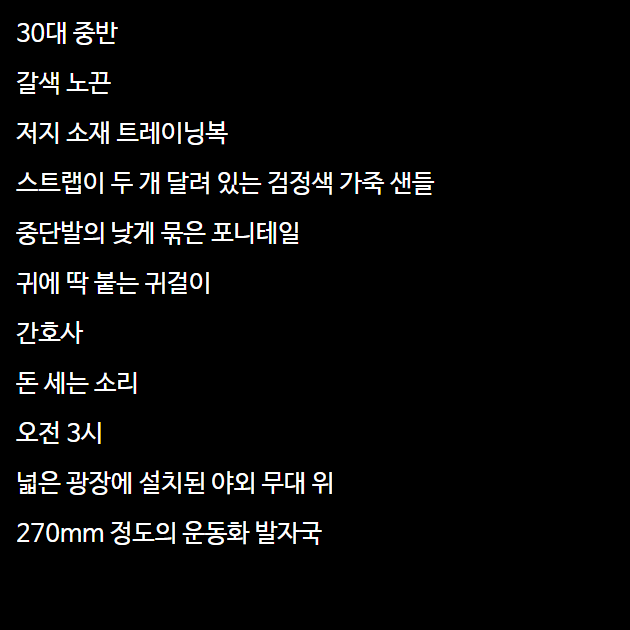 30대 중반
갈색 노끈
저지 소재 트레이닝복
스트랩이 두 개 달려 있는 검정색 가죽 샌들
중단발의 낮게 묶은 포니테일
귀에 딱 붙는 귀걸이
간호사
돈 세는 소리
오전 3시
넓은 광장에 설치된 야외 무대 위
270mm 정도의 운동화 발자국